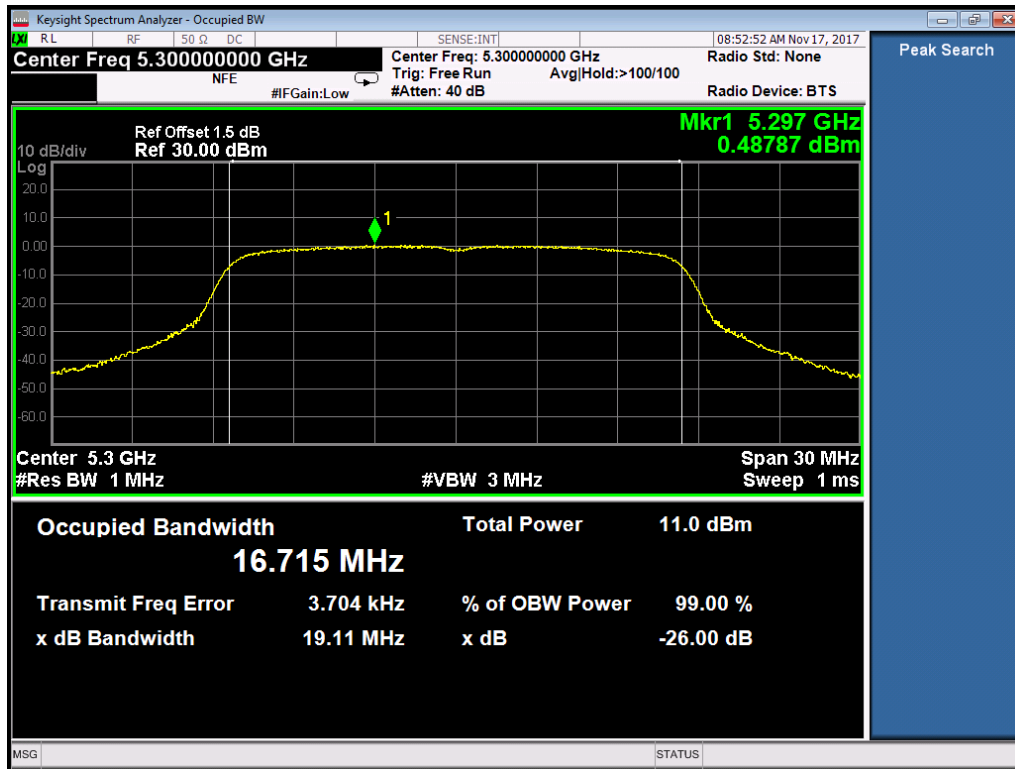 Keysight Spectrum Analyzer - Occupied BW
LXI RL RF 50 Ω DC SENSE:INT 08:52:52 AM Nov 17, 2017
Center Freq 5.300000000 GHz
NFE
#IFGain:Low
Center Freq: 5.300000000 GHz
Trig: Free Run Avg|Hold:>100/100
#Atten: 40 dB
Radio Std: None
Radio Device: BTS
Peak Search
Ref Offset 1.5 dB
10 dB/div Ref 30.00 dBm
Mkr1 5.297 GHz
0.48787 dBm
Log
20.0
10.0
0.00
-10.0
-20.0
-30.0
-40.0
-50.0
-60.0
1
Center 5.3 GHz Span 30 MHz
#Res BW 1 MHz #VBW 3 MHz Sweep 1 ms
Occupied Bandwidth Total Power 11.0 dBm
16.715 MHz
Transmit Freq Error 3.704 kHz % of OBW Power 99.00 %
x dB Bandwidth 19.11 MHz x dB -26.00 dB
MSG STATUS